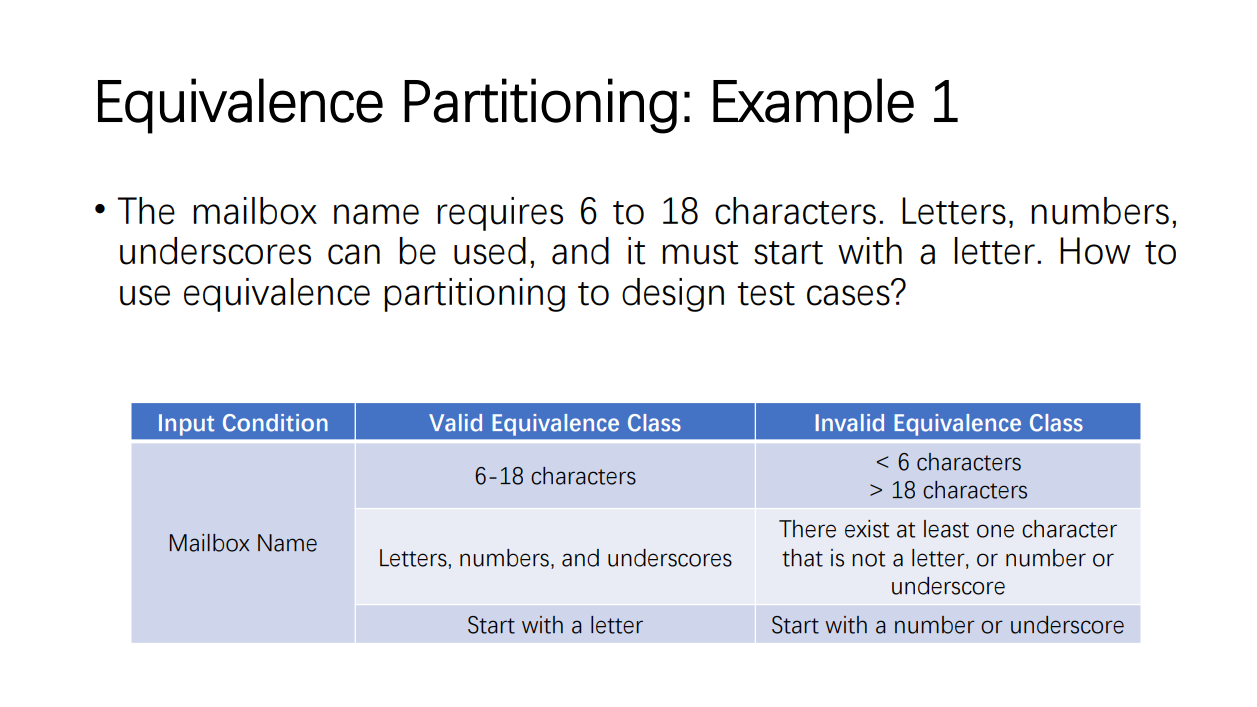 Equivalence Partitioning: Example 1
• The mailbox name requires 6 to 18 characters. Letters, numbers,
underscores can be used, and it must start with a letter. How to
use equivalence partitioning to design test cases?
Input Condition
Valid Equivalence Class
Invalid Equivalence Class
Mailbox Name
6-18 characters
< 6 characters
> 18 characters
Letters, numbers, and underscores
There exist at least one character
that is not a letter, or number or
underscore
Start with a letter
Start with a number or underscore